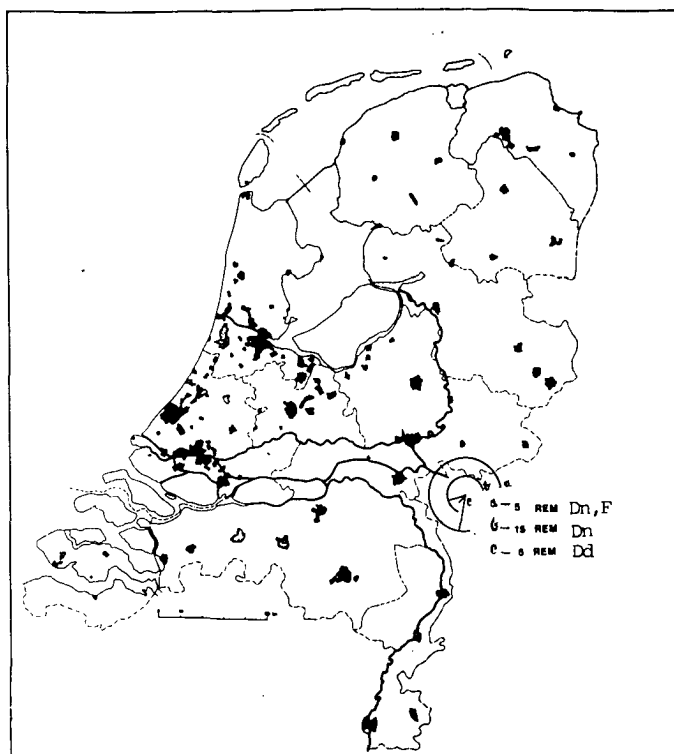 b a
c
a – 5 REM Dn, F
b – 15 REM Dn
c – 5 REM Dd